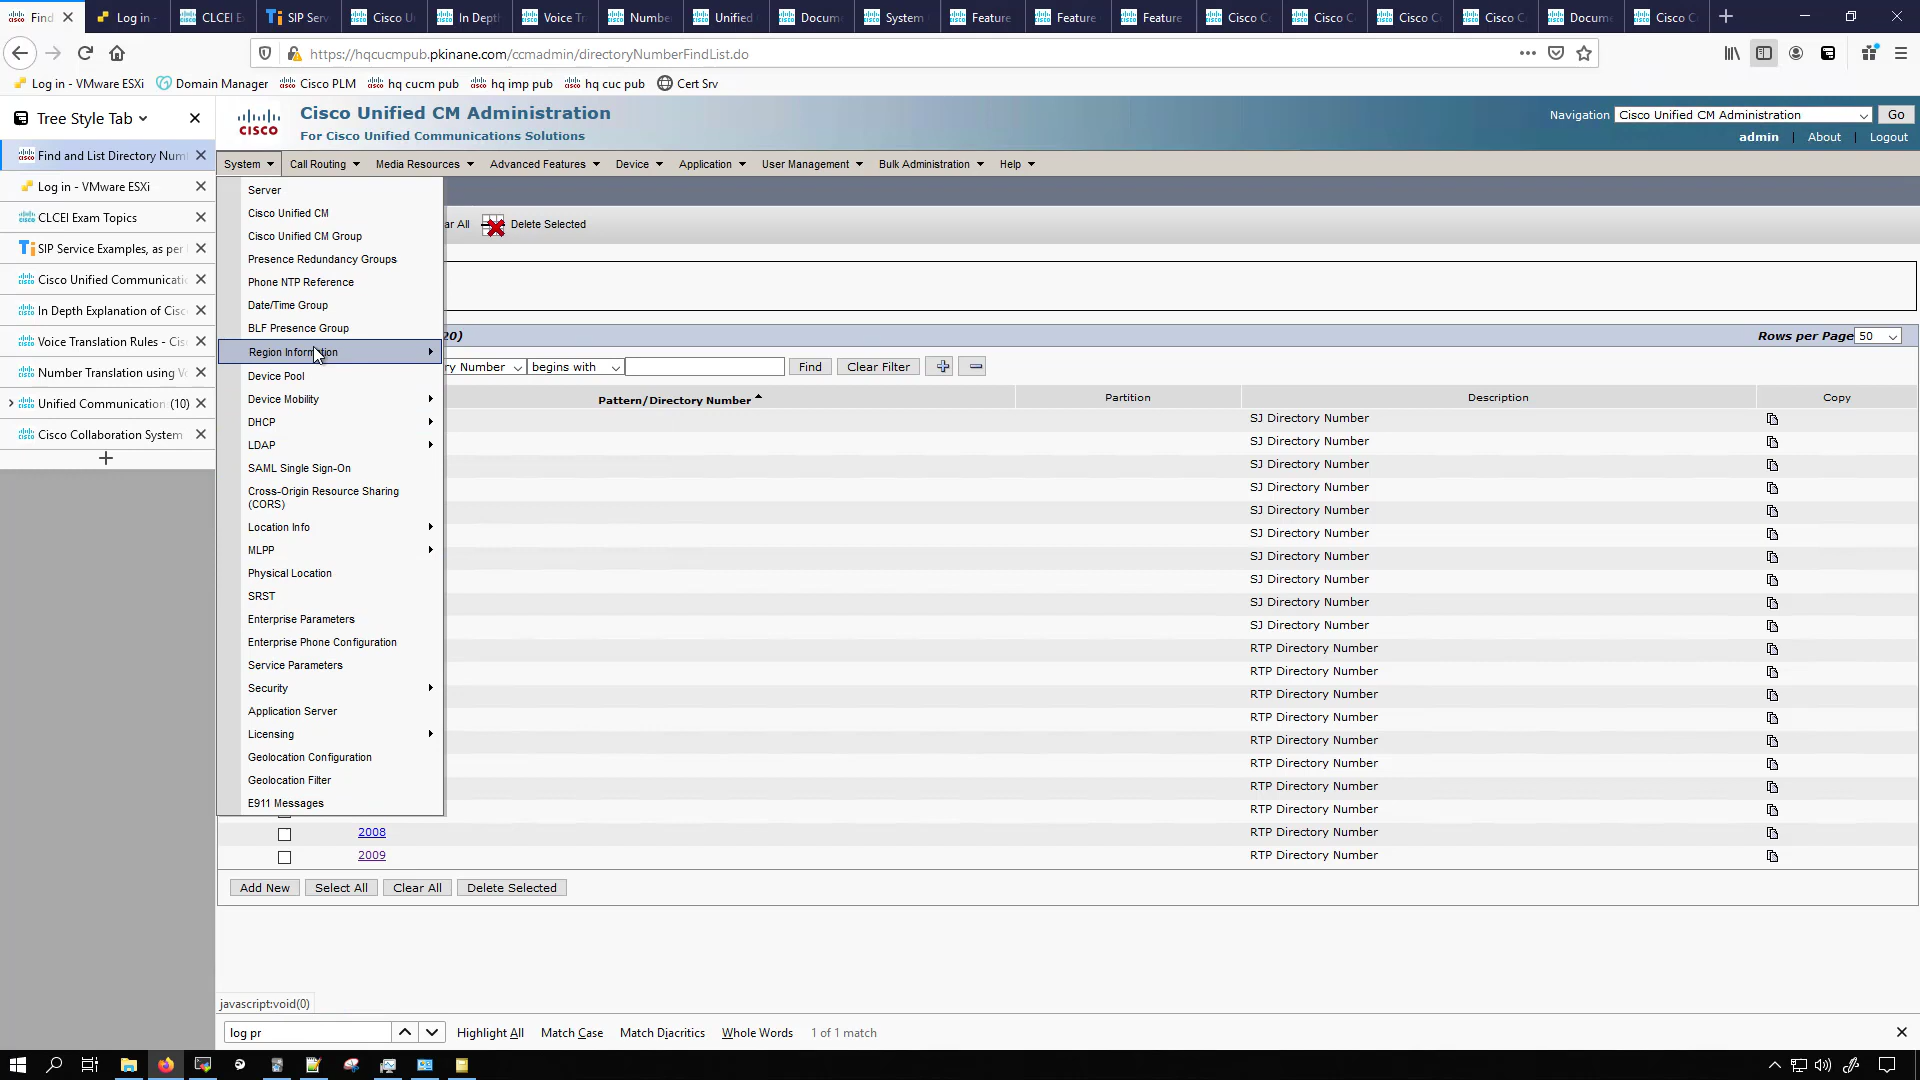 Find
Log in -
CLCEI E
SIP Serv
Cisco U
In Dept
Voice Tr
Numbe
Unified
Docum
System
Feature
Feature
Feature
Cisco C
Cisco C
Cisco C
Cisco C
Docum
Cisco C
https://hqcucmpub.pkinane.com/ccmadmin/directoryNumberFindList.do
Log in - VMware ESXi
Domain Manager
Cisco PLM
hq cucm pub
hq imp pub
hq cuc pub
Cert Srv
Tree Style Tab
Find and List Directory Num
Log in - VMware ESXi
CLCEI Exam Topics
SIP Service Examples, as per
Cisco Unified Communicati
In Depth Explanation of Cisc
Voice Translation Rules - Cis
Number Translation using Vo
Unified Communication (10)
Cisco Collaboration System
CISCO
Cisco Unified CM Administration
For Cisco Unified Communications Solutions
Navigation Cisco Unified CM Administration Go
admin About Logout
System Call Routing Media Resources Advanced Features Device Application User Management Bulk Administration Help
Server
Cisco Unified CM
Cisco Unified CM Group
Presence Redundancy Groups
Phone NTP Reference
Date/Time Group
BLF Presence Group
Region Information
Device Pool
Device Mobility
DHCP
LDAP
SAML Single Sign-On
Cross-Origin Resource Sharing
(CORS)
Location Info
MLPP
Physical Location
SRST
Enterprise Parameters
Enterprise Phone Configuration
Service Parameters
Security
Application Server
Licensing
Geolocation Configuration
Geolocation Filter
E911 Messages
ar All Delete Selected
20)
Rows per Page 50
ry Number begins with Find Clear Filter
Pattern/Directory Number Partition Description Copy
SJ Directory Number
SJ Directory Number
SJ Directory Number
SJ Directory Number
SJ Directory Number
SJ Directory Number
SJ Directory Number
SJ Directory Number
SJ Directory Number
SJ Directory Number
RTP Directory Number
RTP Directory Number
RTP Directory Number
RTP Directory Number
RTP Directory Number
RTP Directory Number
RTP Directory Number
RTP Directory Number
2008 RTP Directory Number
2009 RTP Directory Number
Add New Select All Clear All Delete Selected
javascript:void(0)
log pr Highlight All Match Case Match Diacritics Whole Words 1 of 1 match